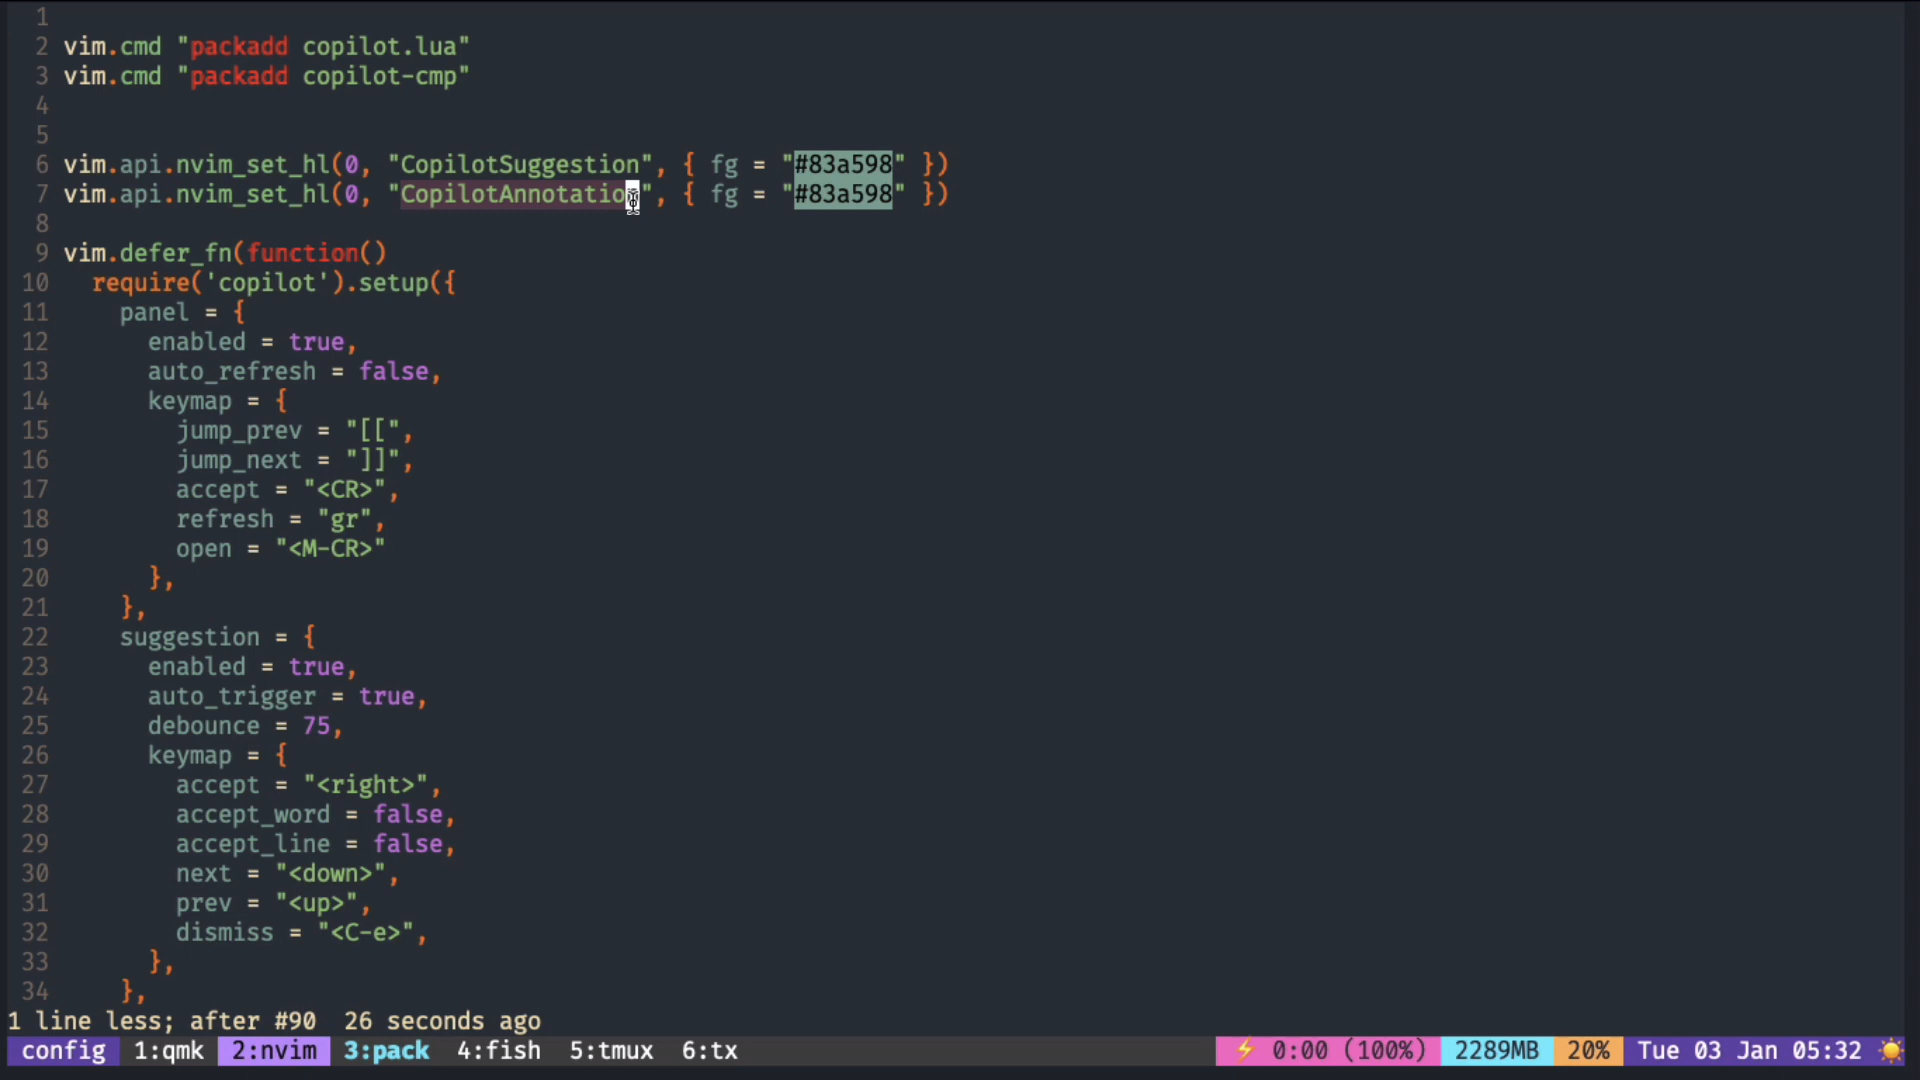 1
2 vim.cmd "packadd copilot.lua"
3 vim.cmd "packadd copilot-cmp"
4
5
6 vim.api.nvim_set_hl(0, "CopilotSuggestion", { fg = "#83a598" })
7 vim.api.nvim_set_hl(0, "CopilotAnnotation", { fg = "#83a598" })
8
9 vim.defer_fn(function()
10   require('copilot').setup({
11     panel = {
12       enabled = true,
13       auto_refresh = false,
14       keymap = {
15         jump_prev = "[[",
16         jump_next = "]]",
17         accept = "<CR>",
18         refresh = "gr",
19         open = "<M-CR>"
20       },
21     },
22     suggestion = {
23       enabled = true,
24       auto_trigger = true,
25       debounce = 75,
26       keymap = {
27         accept = "<right>",
28         accept_word = false,
29         accept_line = false,
30         next = "<down>",
31         prev = "<up>",
32         dismiss = "<C-e>",
33       },
34     },
1 line less; after #90  26 seconds ago
config 1:qmk 2:nvim 3:pack 4:fish 5:tmux 6:tx ⚡ 0:00 (100%) 2289MB 20% Tue 03 Jan 05:32 ☀️